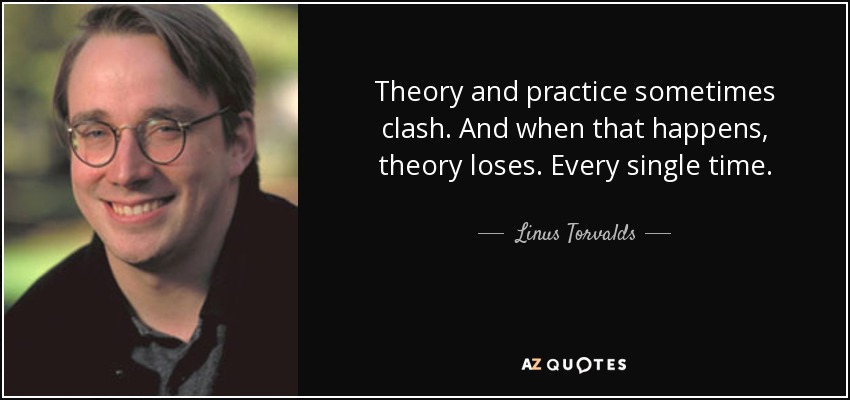 Theory and practice sometimes
clash. And when that happens,
theory loses. Every single time.
Linus Torvalds
AZ QUOTES